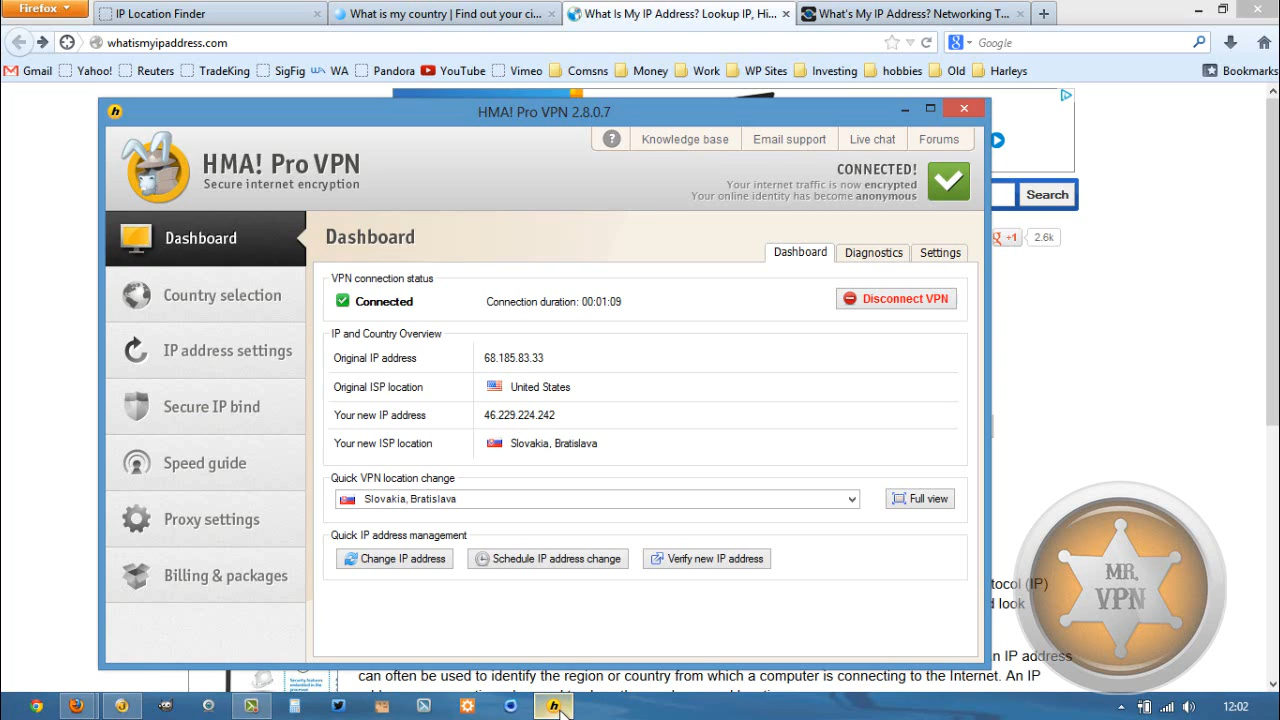 Firefox
IP Location Finder
What is my country | Find out your ci...
What Is My IP Address? Lookup IP, Hi...
What's My IP Address? Networking T...
whatismyipaddress.com
Google
Gmail
Yahoo!
Reuters
TradeKing
SigFig
WA
Pandora
YouTube
Vimeo
Comsns
Money
Work
WP Sites
Investing
hobbies
Old
Harleys
Bookmarks
HMA! Pro VPN 2.8.0.7
? Knowledge base Email support Live chat Forums
HMA! Pro VPN
Secure internet encryption
CONNECTED!
Your internet traffic is now encrypted
Your online identity has become anonymous
Search
+1 2.6k
Dashboard
Country selection
IP address settings
Secure IP bind
Speed guide
Proxy settings
Billing & packages
Dashboard
Dashboard Diagnostics Settings
VPN connection status
Connected Connection duration: 00:01:09 Disconnect VPN
IP and Country Overview
Original IP address 68.185.83.33
Original ISP location United States
Your new IP address 46.229.224.242
Your new ISP location Slovakia, Bratislava
Quick VPN location change
Slovakia, Bratislava Full view
Quick IP address management
Change IP address Schedule IP address change Verify new IP address
MR.
VPN
otocol (IP)
d look
an IP address
can often be used to identify the region or country from which a computer is connecting to the Internet. An IP
12:02